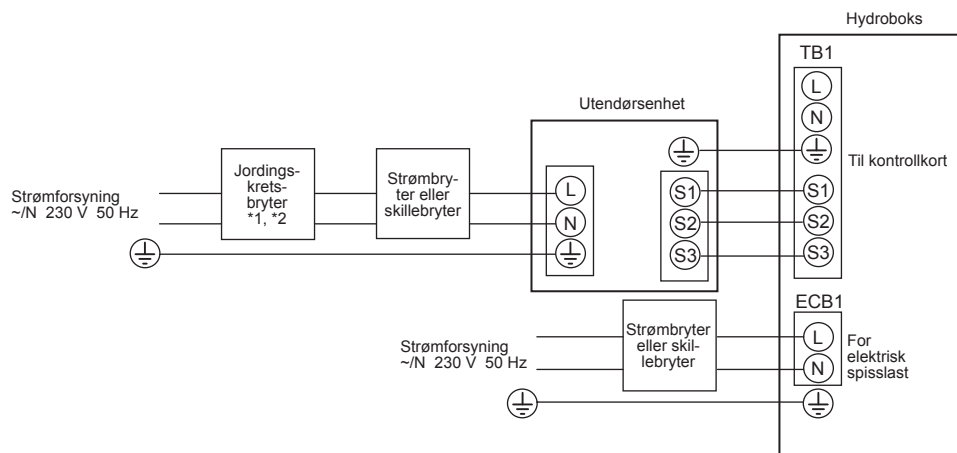 Hydroboks
TB1
L
N
Utendørsenhet
Til kontrollkort
Jordings-
krets-
bryter
*1, *2
Strømbry-
ter eller
skillebryter
Strømforsyning
~/N 230 V 50 Hz
L
N
S1
S2
S3
S1
S2
S3
ECB1
Strømbryter
eller skil-
lebryter
Strømforsyning
~/N 230 V 50 Hz
L
N
For
elektrisk
spisslast